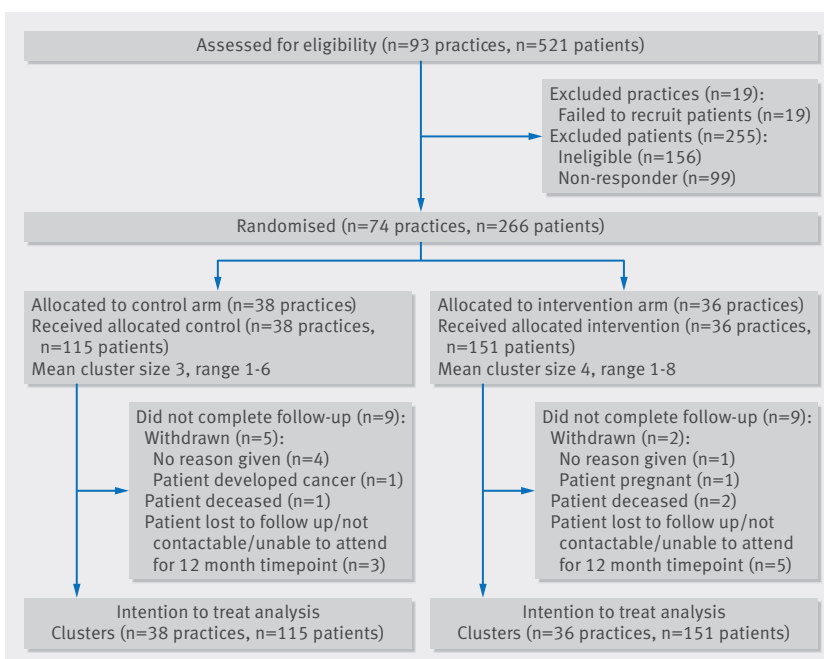 Assessed for eligibility (n=93 practices, n=521 patients)
Excluded practices (n=19):
Failed to recruit patients (n=19)
Excluded patients (n=255):
Ineligible (n=156)
Non-responder (n=99)
Randomised (n=74 practices, n=266 patients)
Allocated to control arm (n=38 practices)
Received allocated control (n=38 practices,
n=115 patients)
Mean cluster size 3, range 1-6
Allocated to intervention arm (n=36 practices)
Received allocated intervention (n=36 practices,
n=151 patients)
Mean cluster size 4, range 1-8
Did not complete follow-up (n=9):
Withdrawn (n=5):
No reason given (n=4)
Patient developed cancer (n=1)
Patient deceased (n=1)
Patient lost to follow up/not
contactable/unable to attend
for 12 month timepoint (n=3)
Did not complete follow-up (n=9):
Withdrawn (n=2):
No reason given (n=1)
Patient pregnant (n=1)
Patient deceased (n=2)
Patient lost to follow up/not
contactable/unable to attend
for 12 month timepoint (n=5)
Intention to treat analysis
Clusters (n=38 practices, n=115 patients)
Intention to treat analysis
Clusters (n=36 practices, n=151 patients)